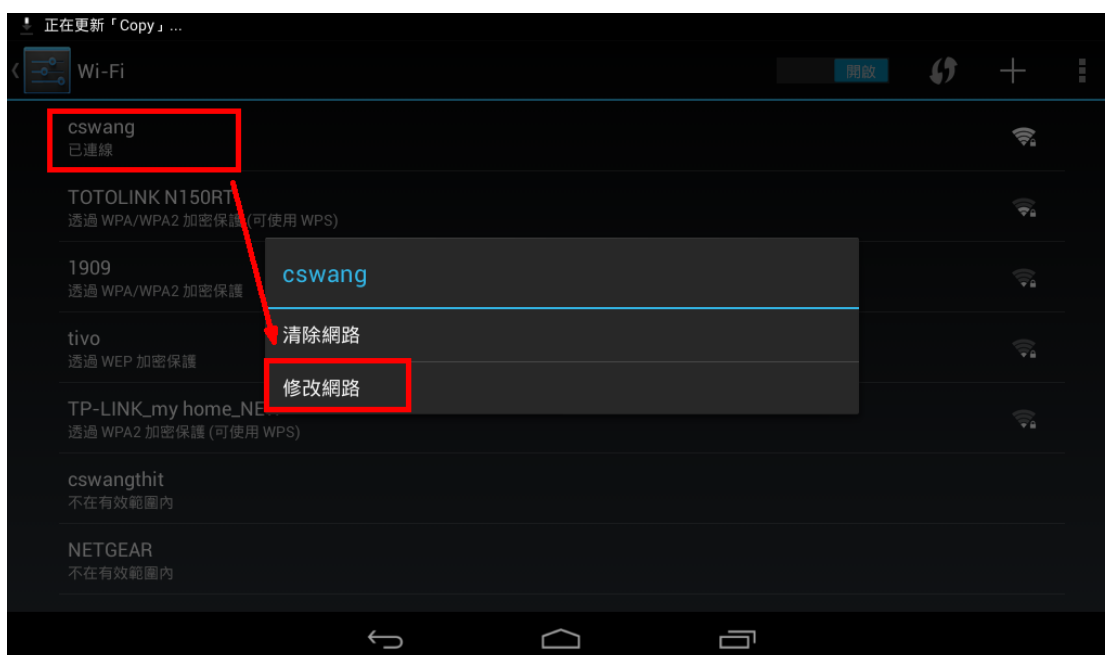 正在更新「Copy」...
Wi-Fi
開啟
cswang
已連線
TOTOLINK N150RT
透過 WPA/WPA2 加密保護 (可使用 WPS)
1909
透過 WPA/WPA2 加密保護
tivo
透過 WEP 加密保護
TP-LINK_my home_NE
透過 WPA2 加密保護 (可使用 WPS)
cswangthit
不在有效範圍內
NETGEAR
不在有效範圍內
cswang
清除網路
修改網路